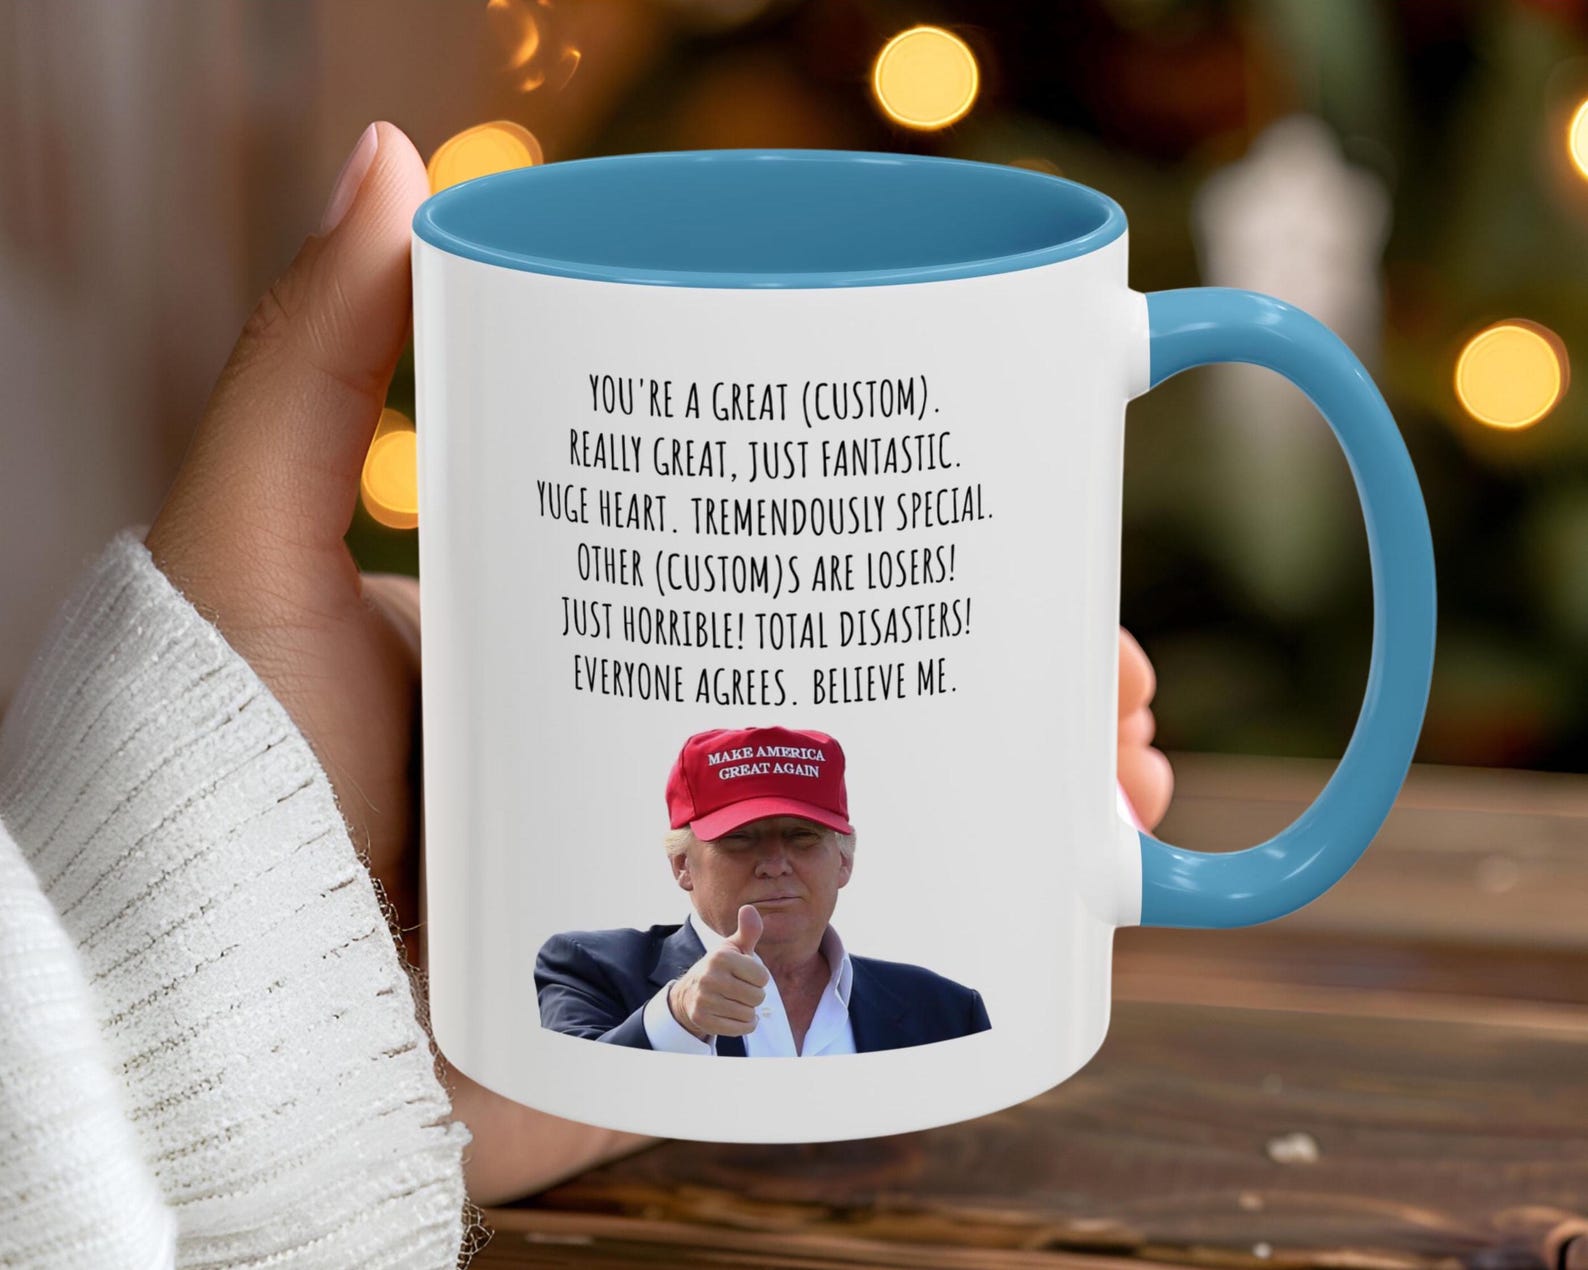 YOU'RE A GREAT (CUSTOM).
REALLY GREAT, JUST FANTASTIC.
YUGE HEART. TREMENDOUSLY SPECIAL.
OTHER (CUSTOM)S ARE LOSERS!
JUST HORRIBLE! TOTAL DISASTERS!
EVERYONE AGREES. BELIEVE ME.
MAKE AMERICA
GREAT AGAIN